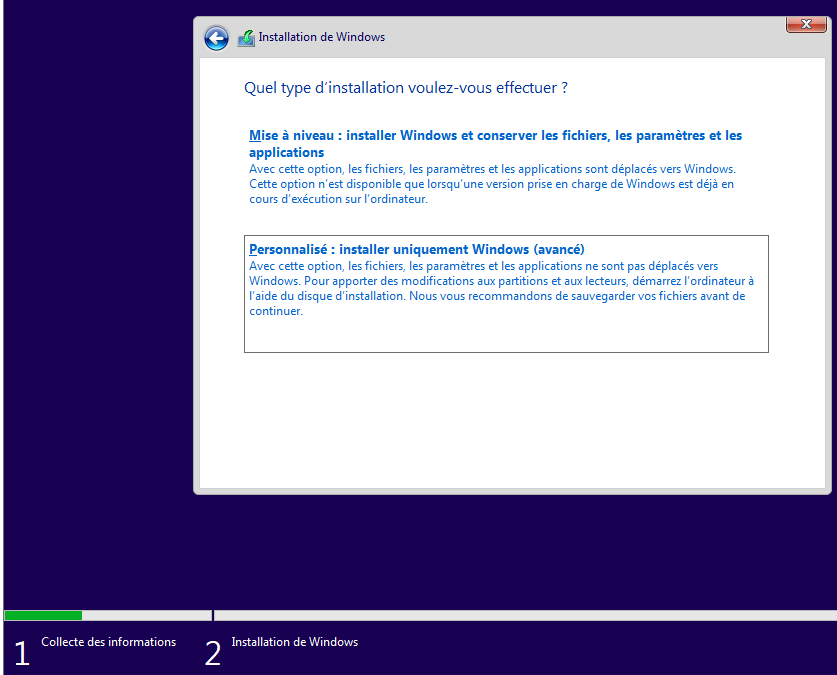 Installation de Windows
Quel type d’installation voulez-vous effectuer ?
Mise à niveau : installer Windows et conserver les fichiers, les paramètres et les
applications
Avec cette option, les fichiers, les paramètres et les applications sont déplacés vers Windows.
Cette option n’est disponible que lorsqu’une version prise en charge de Windows est déjà en
cours d’exécution sur l’ordinateur.
Personnalisé : installer uniquement Windows (avancé)
Avec cette option, les fichiers, les paramètres et les applications ne sont pas déplacés vers
Windows. Pour apporter des modifications aux partitions et aux lecteurs, démarrez l’ordinateur à
l’aide du disque d’installation. Nous vous recommandons de sauvegarder vos fichiers avant de
continuer.
1 Collecte des informations
2 Installation de Windows